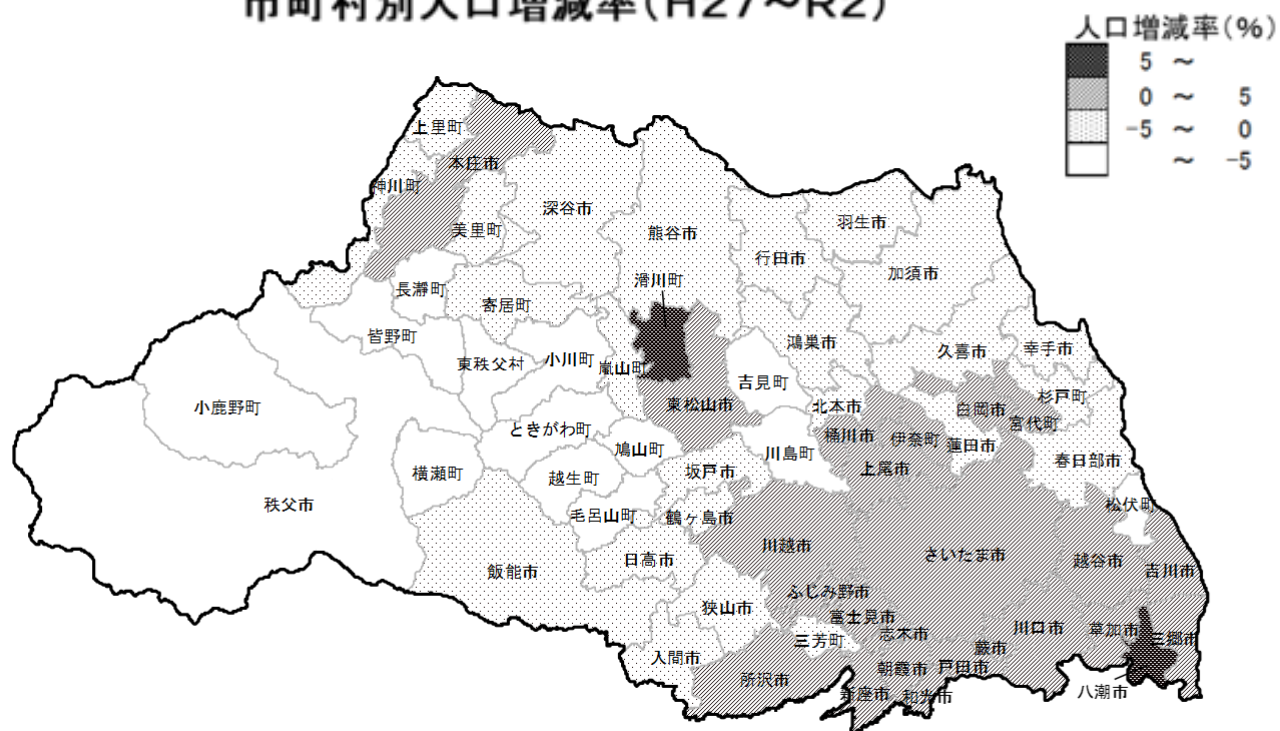 市町村別人口増減率(H27～R2)
人口増減率(%)
5 ～
0 ～ 5
-5 ～ 0
～ -5
上里町
本庄市
神川町
美里町
深谷市
熊谷市
行田市
羽生市
加須市
滑川町
長瀞町
寄居町
皆野町
東秩父村
小川町
嵐山町
吉見町
鴻巣市
久喜市
幸手市
杉戸町
小鹿野町
東松山市
北本市
白岡市
宮代町
ときがわ町
鳩山町
川島町
桶川市
伊奈町
蓮田市
上尾市
春日部市
横瀬町
越生町
坂戸市
秩父市
毛呂山町
鶴ヶ島市
松伏町
川越市
さいたま市
越谷市
吉川市
飯能市
日高市
ふじみ野市
狭山市
富士見市
三芳町
志木市
川口市
草加市
三郷市
入間市
蕨市
所沢市
朝霞市
戸田市
新座市
和光市
八潮市